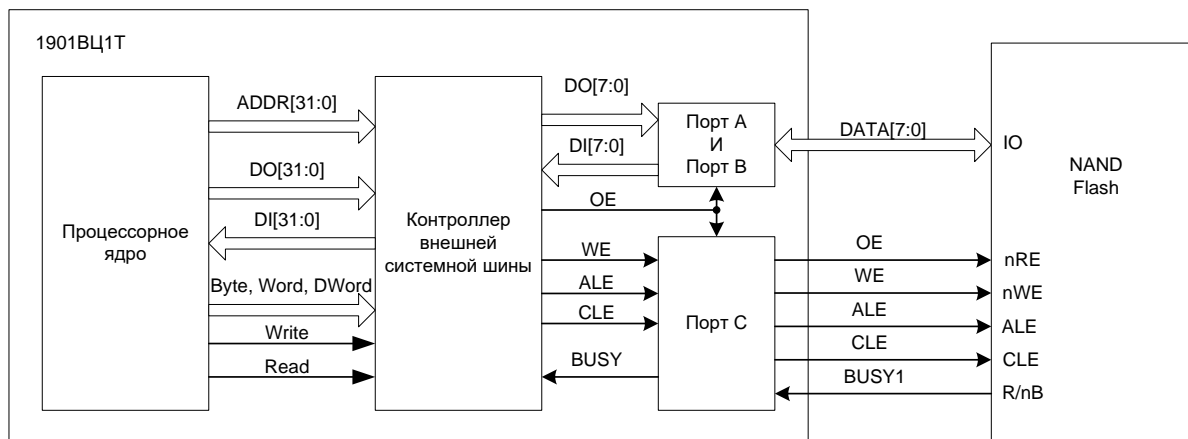 1901ВЦ1Т
Процессорное
ядро
ADDR[31:0]
DO[31:0]
DI[31:0]
Byte, Word, DWord
Write
Read
Контроллер
внешней
системной шины
DO[7:0]
DI[7:0]
OE
WE
ALE
CLE
BUSY
Порт A
И
Порт B
Порт C
DATA[7:0]
OE
WE
ALE
CLE
BUSY1
IO
NAND
Flash
nRE
nWE
ALE
CLE
R/nB